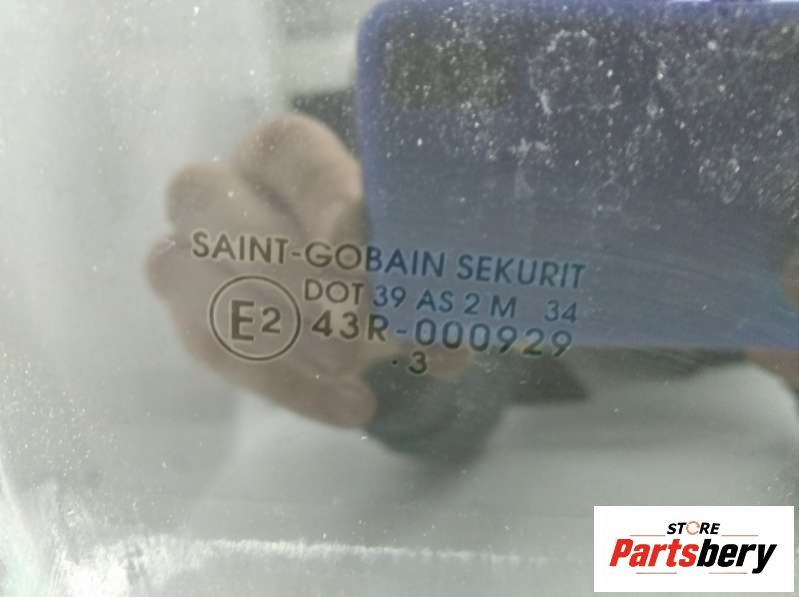 SAINT-GOBAIN SEKURIT
DOT 39 AS 2 M 34
E2 43R-000929
.3
STORE
Partsbery